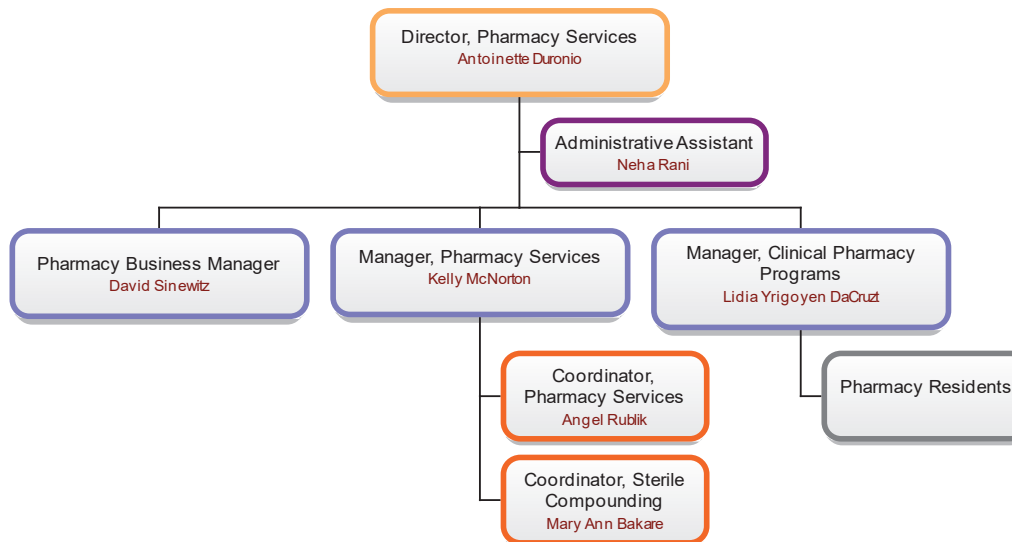 Director, Pharmacy Services
Antoinette Duronio
Administrative Assistant
Neha Rani
Pharmacy Business Manager
David Sinewitz
Manager, Pharmacy Services
Kelly McNorton
Manager, Clinical Pharmacy
Programs
Lidia Yrigoyen DaCruzt
Coordinator,
Pharmacy Services
Angel Rublik
Pharmacy Residents
Coordinator, Sterile
Compounding
Mary Ann Bakare